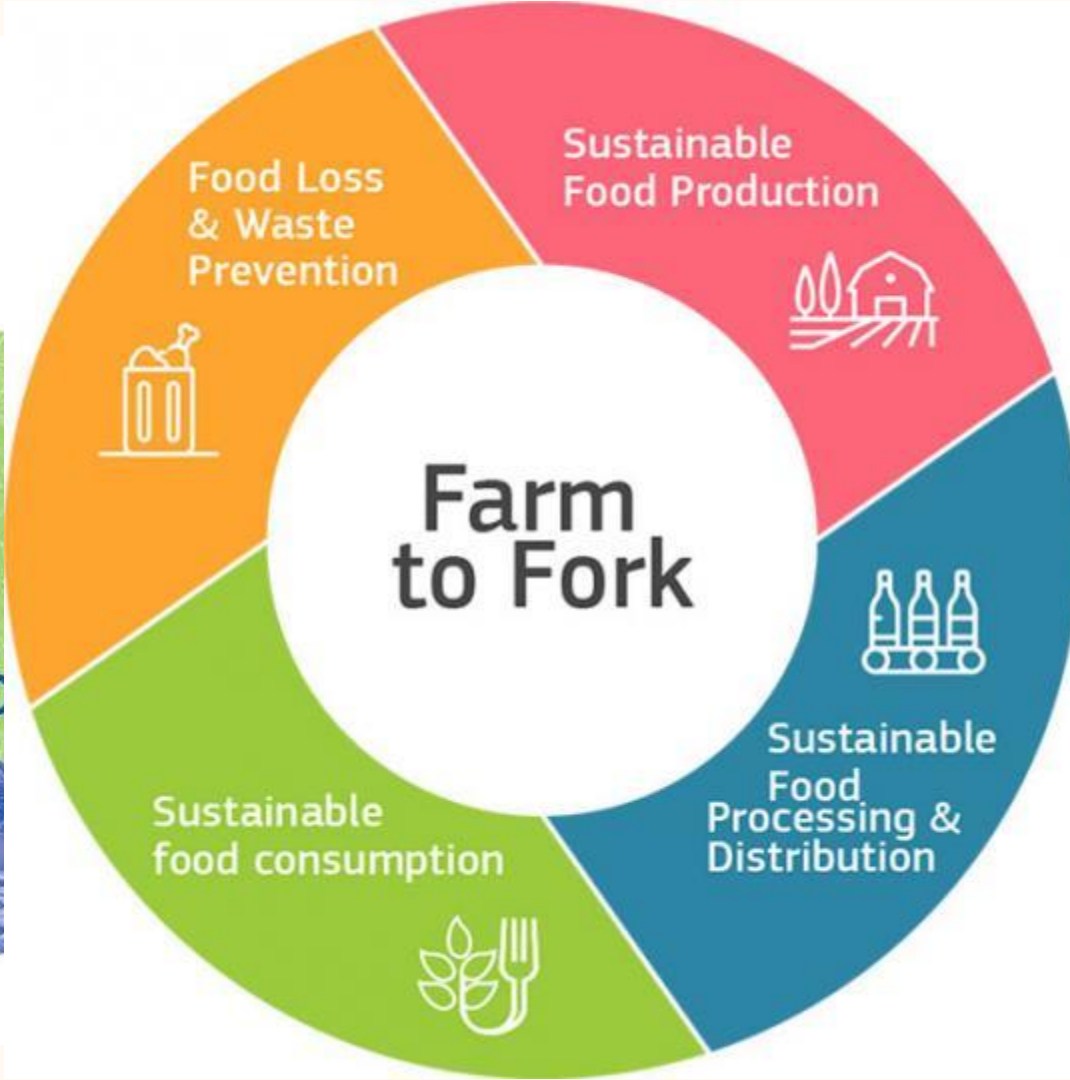 Food Loss
& Waste
Prevention
Sustainable
Food Production
Farm
to Fork
Sustainable
Food
Processing &
Distribution
Sustainable
food consumption